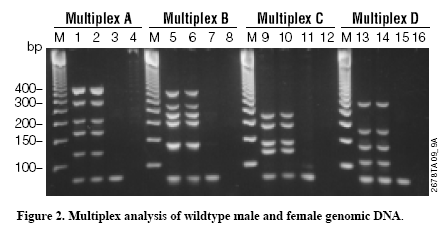 Multiplex A Multiplex B Multiplex C Multiplex D
bp M 1 2 3 4 M 5 6 7 8 M 9 10 11 12 M 13 14 15 16
400–
300–
200–
150–
100–
2678TA09_9A
Figure 2. Multiplex analysis of wildtype male and female genomic DNA.